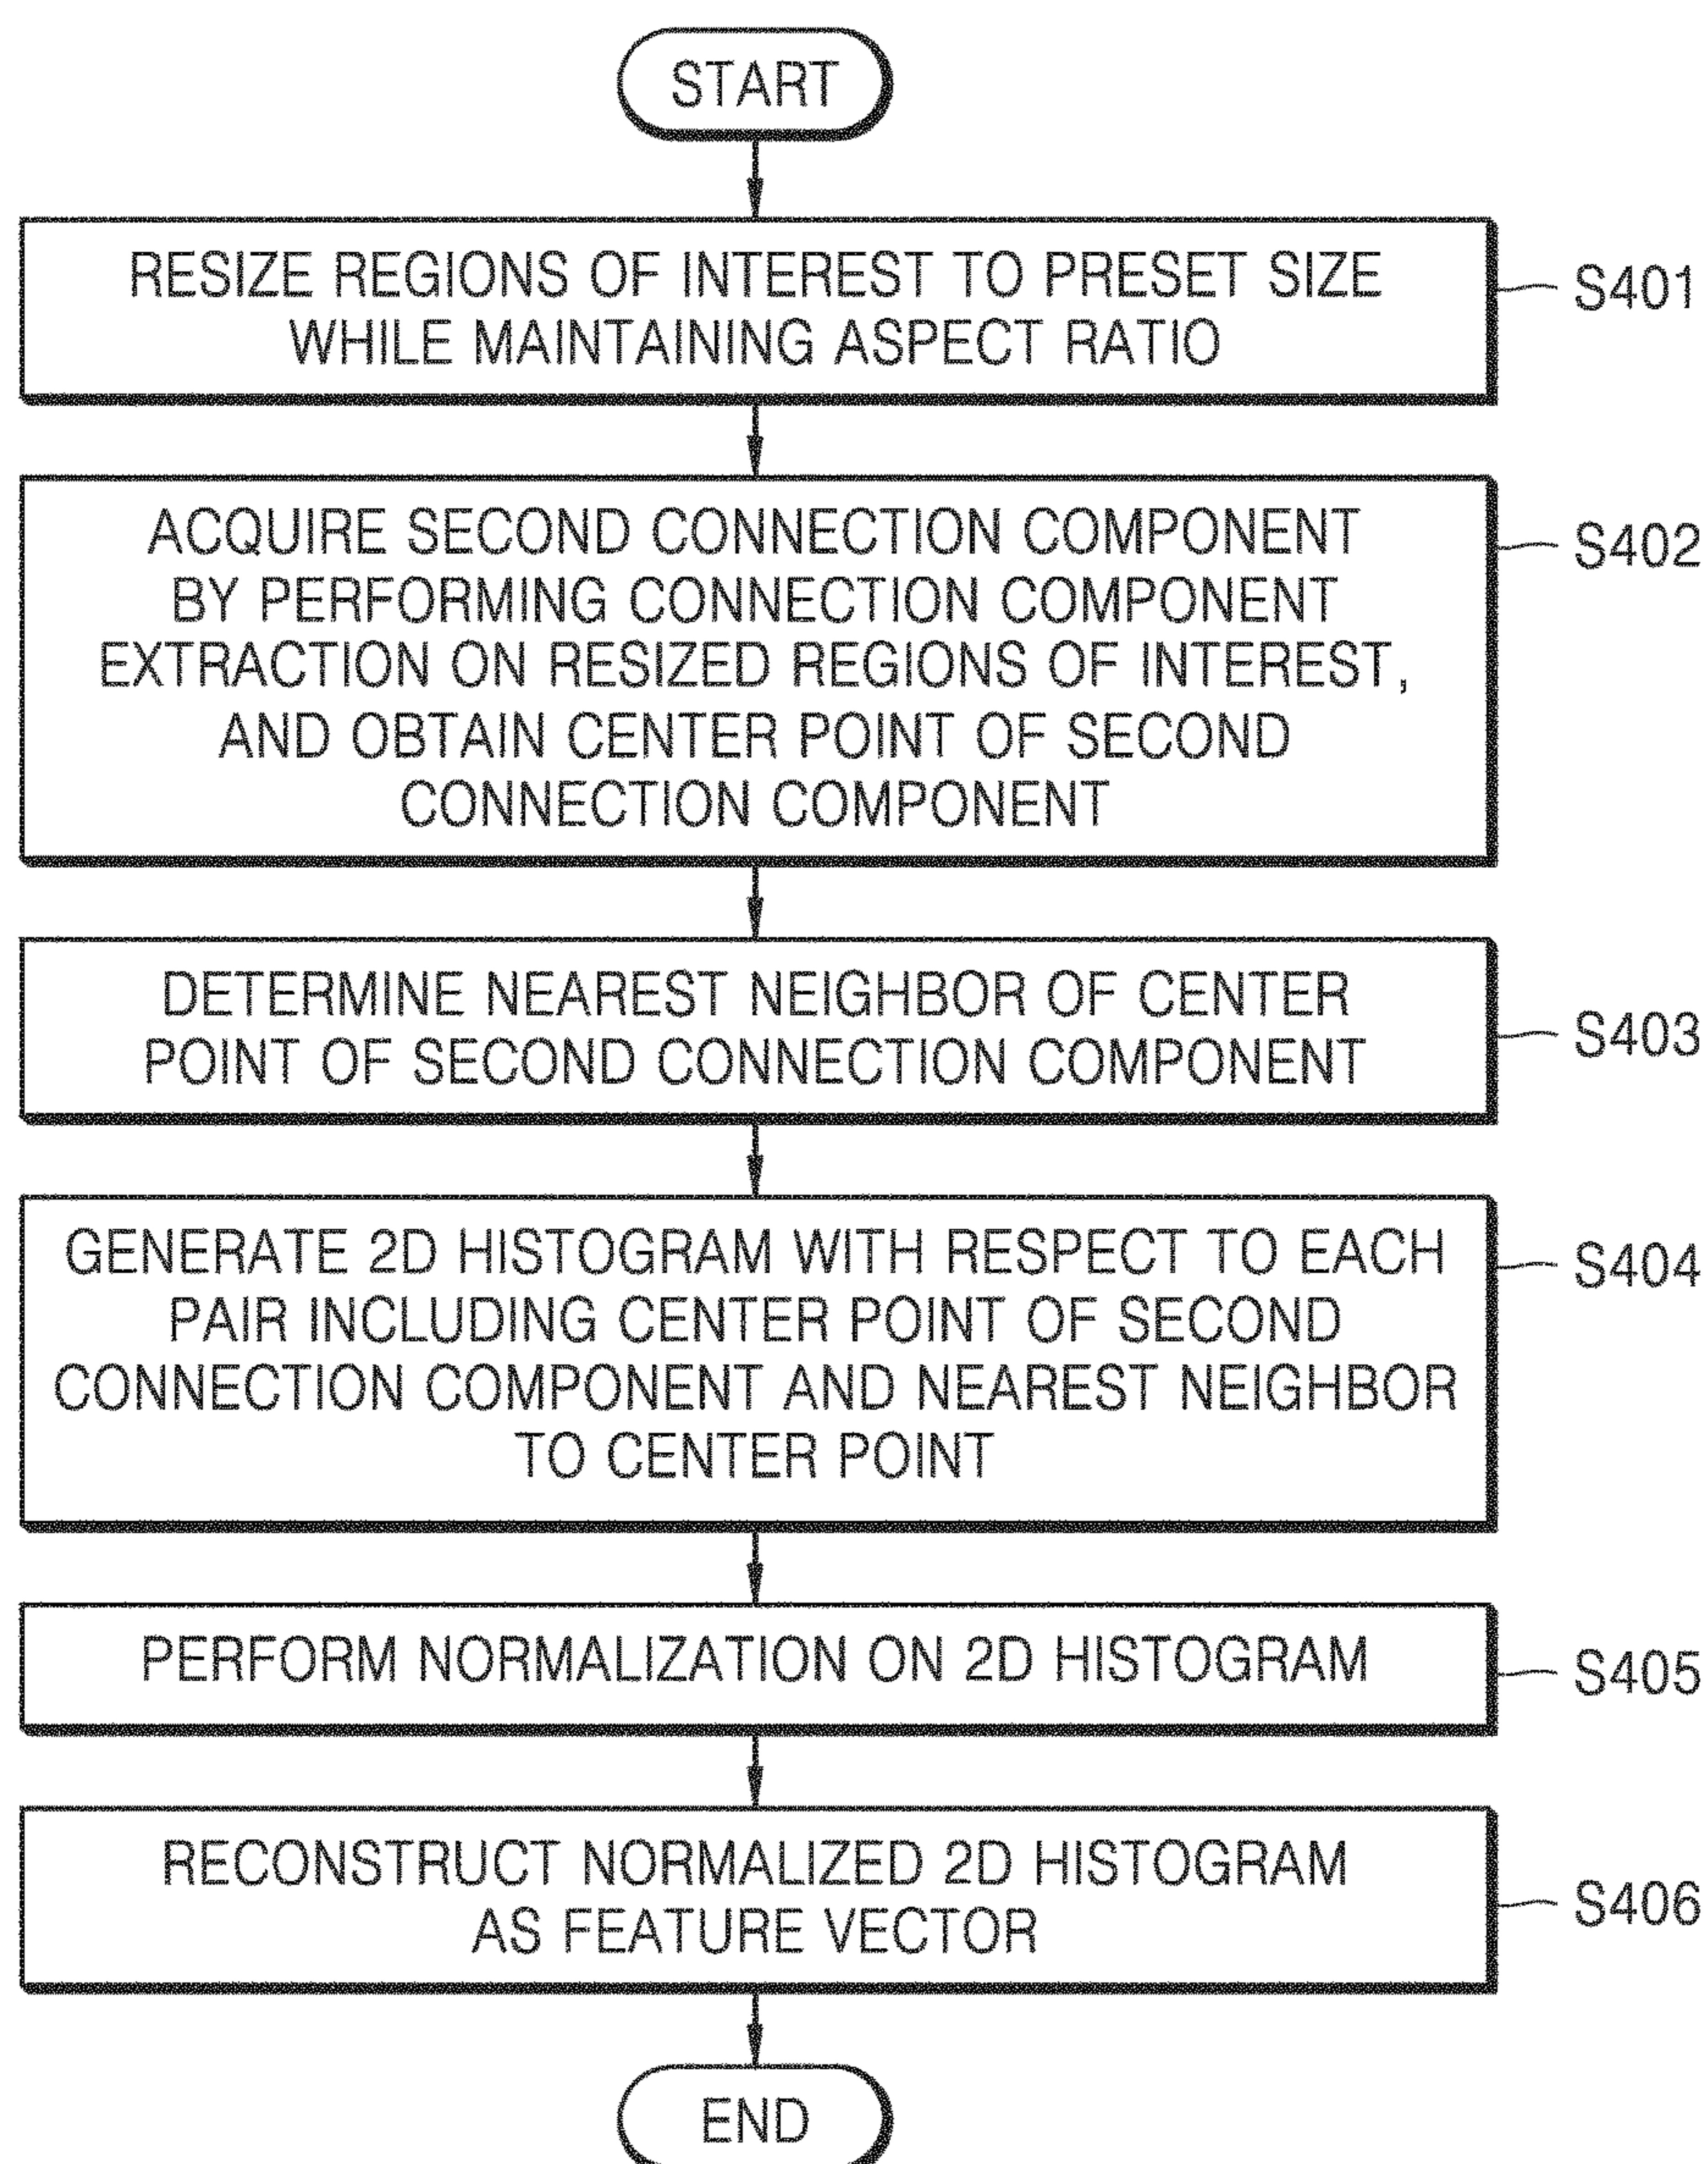 START
RESIZE REGIONS OF INTEREST TO PRESET SIZE
WHILE MAINTAINING ASPECT RATIO
S401
ACQUIRE SECOND CONNECTION COMPONENT
BY PERFORMING CONNECTION COMPONENT
EXTRACTION ON RESIZED REGIONS OF INTEREST,
AND OBTAIN CENTER POINT OF SECOND
CONNECTION COMPONENT
S402
DETERMINE NEAREST NEIGHBOR OF CENTER
POINT OF SECOND CONNECTION COMPONENT
S403
GENERATE 2D HISTOGRAM WITH RESPECT TO EACH
PAIR INCLUDING CENTER POINT OF SECOND
CONNECTION COMPONENT AND NEAREST NEIGHBOR
TO CENTER POINT
S404
PERFORM NORMALIZATION ON 2D HISTOGRAM
S405
RECONSTRUCT NORMALIZED 2D HISTOGRAM
AS FEATURE VECTOR
S406
END